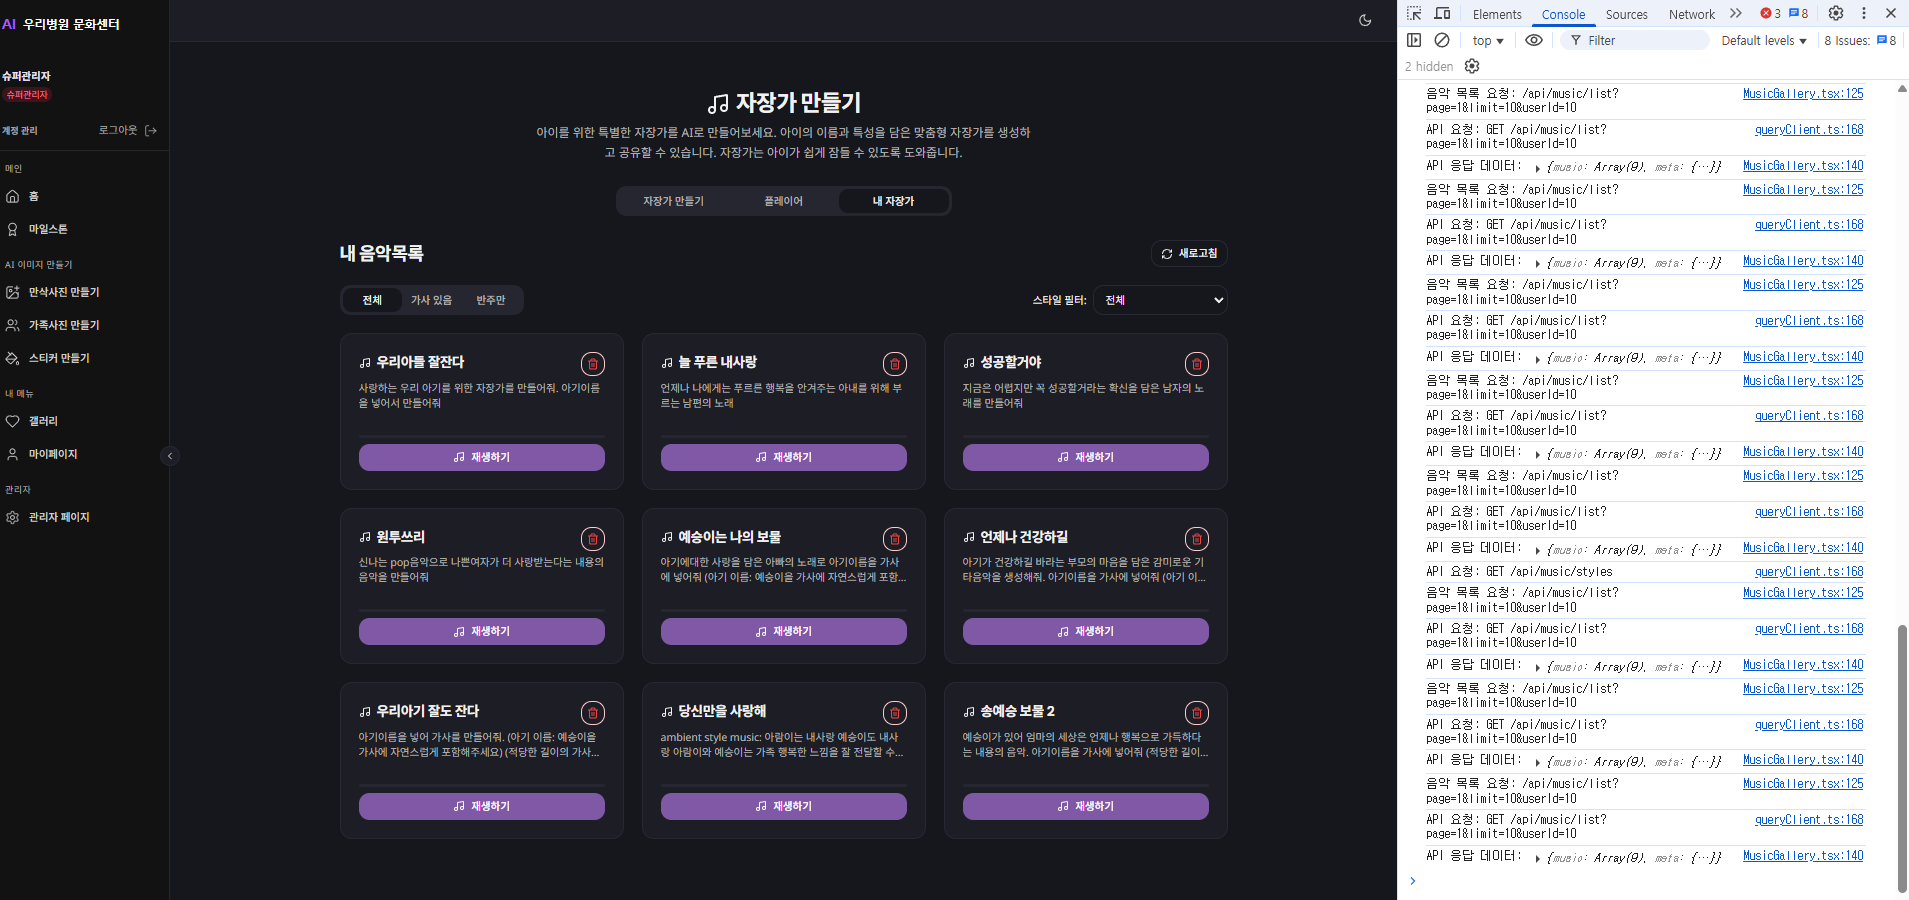 AI 우리병원 문화센터
슈퍼관리자
슈퍼관리자
계정 관리
로그아웃
메인
홈
마일스톤
AI 이미지 만들기
만삭사진 만들기
가족사진 만들기
스티커 만들기
내 메뉴
갤러리
마이페이지
관리자
관리자 페이지
자장가 만들기
아이를 위한 특별한 자장가를 AI로 만들어보세요. 아이의 이름과 특성을 담은 맞춤형 자장가를 생성하
고 공유할 수 있습니다. 자장가는 아이가 쉽게 잠들 수 있도록 도와줍니다.
자장가 만들기
플레이어
내 자장가
내 음악목록
새로고침
전체
가사 있음
반주만
스타일 필터:
전체
우리아들 잘잔다
사랑하는 우리 아기를 위한 자장가를 만들어줘. 아기이름
을 넣어서 만들어줘
재생하기
늘 푸른 내사랑
언제나 나에게는 푸르른 행복을 안겨주는 아내를 위해 부
르는 남편의 노래
재생하기
성공할거야
지금은 어렵지만 꼭 성공할거라는 확신을 담은 남자의 노
래를 만들어줘
재생하기
원투쓰리
신나는 pop음악으로 나쁜여자가 더 사랑받는다는 내용의
음악을 만들어줘
재생하기
예승이는 나의 보물
아기에대한 사랑을 담은 아빠의 노래로 아기이름을 가사
에 넣어줘 (아기 이름: 예승이을 가사에 자연스럽게 포함...
재생하기
언제나 건강하길
아기가 건강하길 바라는 부모의 마음을 담은 감미로운 기
타음악을 생성해줘. 아기이름을 가사에 넣어줘 (아기 이...
재생하기
우리아기 잘도 잔다
아기이름을 넣어 가사를 만들어줘. (아기 이름: 예승이을
가사에 자연스럽게 포함해주세요) (적당한 길이의 가사...
재생하기
당신만을 사랑해
ambient style music: 아람이는 내사랑 예승이도 내사
랑 아람이와 예승이는 가족 행복한 느낌을 잘 전달할 수...
재생하기
송예승 보물 2
예승이가 있어 엄마의 세상은 언제나 행복으로 가득하다
는 내용의 음악. 아기이름을 가사에 넣어줘 (적당한 길이...
재생하기
Elements
Console
Sources
Network
3
8
top
Filter
Default levels
8 Issues:
8
2 hidden
음악 목록 요청: /api/music/list? MusicGallery.tsx:125
page=1&limit=10&userId=10
API 요청: GET /api/music/list? queryClient.ts:168
page=1&limit=10&userId=10
API 응답 데이터: {music: Array(9), meta: {…}} MusicGallery.tsx:140
음악 목록 요청: /api/music/list? MusicGallery.tsx:125
page=1&limit=10&userId=10
API 요청: GET /api/music/list? queryClient.ts:168
page=1&limit=10&userId=10
API 응답 데이터: {music: Array(9), meta: {…}} MusicGallery.tsx:140
음악 목록 요청: /api/music/list? MusicGallery.tsx:125
page=1&limit=10&userId=10
API 요청: GET /api/music/list? queryClient.ts:168
page=1&limit=10&userId=10
API 응답 데이터: {music: Array(9), meta: {…}} MusicGallery.tsx:140
음악 목록 요청: /api/music/list? MusicGallery.tsx:125
page=1&limit=10&userId=10
API 요청: GET /api/music/list? queryClient.ts:168
page=1&limit=10&userId=10
API 응답 데이터: {music: Array(9), meta: {…}} MusicGallery.tsx:140
음악 목록 요청: /api/music/list? MusicGallery.tsx:125
page=1&limit=10&userId=10
API 요청: GET /api/music/list? queryClient.ts:168
page=1&limit=10&userId=10
API 응답 데이터: {music: Array(9), meta: {…}} MusicGallery.tsx:140
API 요청: GET /api/music/styles queryClient.ts:168
음악 목록 요청: /api/music/list? MusicGallery.tsx:125
page=1&limit=10&userId=10
API 요청: GET /api/music/list? queryClient.ts:168
page=1&limit=10&userId=10
API 응답 데이터: {music: Array(9), meta: {…}} MusicGallery.tsx:140
음악 목록 요청: /api/music/list? MusicGallery.tsx:125
page=1&limit=10&userId=10
API 요청: GET /api/music/list? queryClient.ts:168
page=1&limit=10&userId=10
API 응답 데이터: {music: Array(9), meta: {…}} MusicGallery.tsx:140
음악 목록 요청: /api/music/list? MusicGallery.tsx:125
page=1&limit=10&userId=10
API 요청: GET /api/music/list? queryClient.ts:168
page=1&limit=10&userId=10
API 응답 데이터: {music: Array(9), meta: {…}} MusicGallery.tsx:140